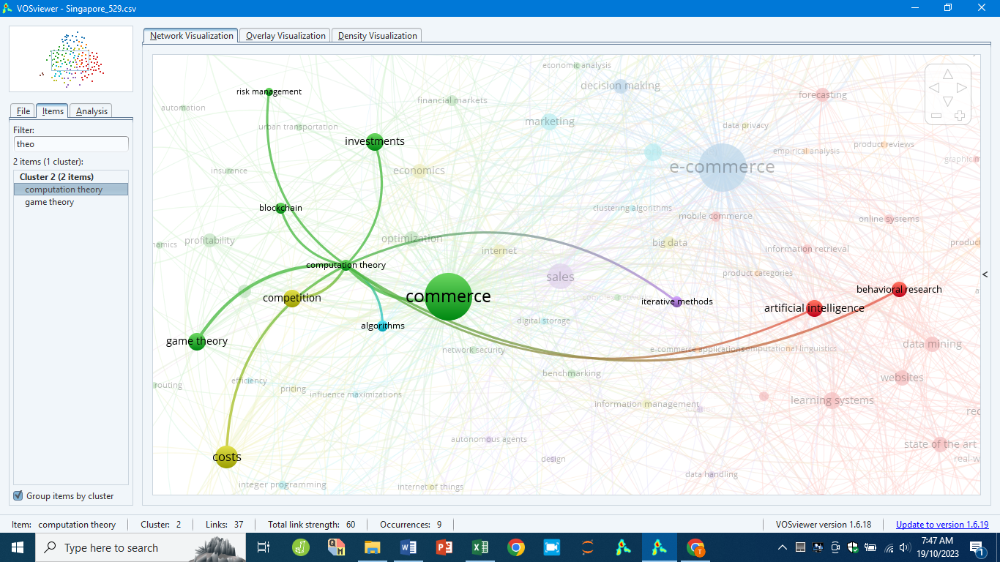 VOSviewer - Singapore_529.csv
Network Visualization
Overlay Visualization
Density Visualization
File
Items
Analysis
Filter:
theo
2 items (1 cluster):
Cluster 2 (2 items)
computation theory
game theory
Group items by cluster
economic analysis
decision making
risk management
forecasting
financial markets
automation
marketing
urban transportation
data privacy
investments
product reviews
empirical analysis
graphic
insurance
economics
e-commerce
blockchain
clustering algorithms
mobile commerce
online systems
profitability
optimization
big data
internet
information retrieval
computation theory
product categories
sales
behavioral research
competition
commerce
iterative methods
artificial intelligence
digital storage
algorithms
game theory
data mining
network security
e-commerce applications
computational linguistics
benchmarking
websites
efficiency
routing
pricing
influence maximizations
learning systems
information management
autonomous agents
state of the art
costs
design
data handling
integer programming
internet of things
Item: computation theory
Cluster: 2
Links: 37
Total link strength: 60
Occurrences: 9
VOSviewer version 1.6.18
Update to version 1.6.19
Type here to search
7:47 AM
19/10/2023
1